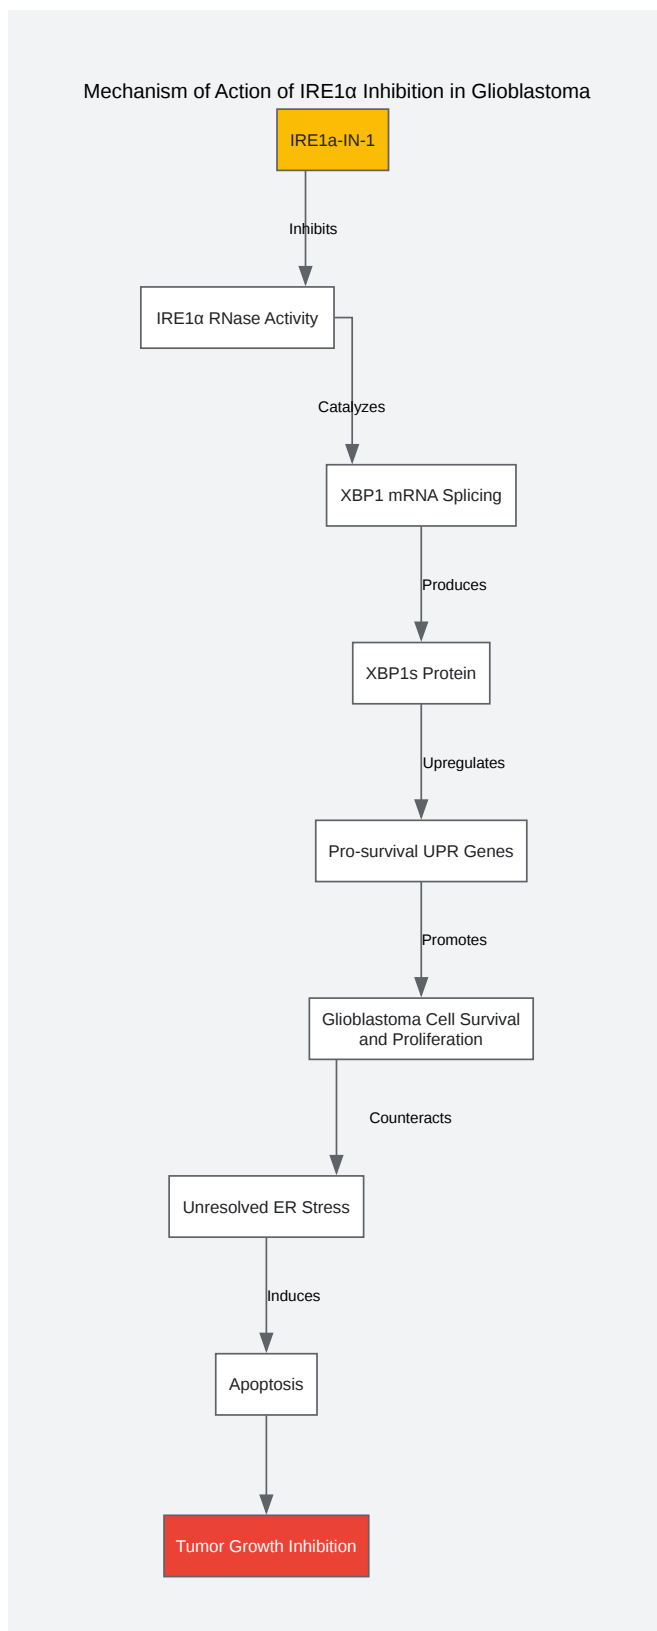 Mechanism of Action of IRE1α Inhibition in Glioblastoma
IRE1a-IN-1
Inhibits
IRE1α RNase Activity
Catalyzes
XBP1 mRNA Splicing
Produces
XBP1s Protein
Upregulates
Pro-survival UPR Genes
Promotes
Glioblastoma Cell Survival
and Proliferation
Counteracts
Unresolved ER Stress
Induces
Apoptosis
Tumor Growth Inhibition